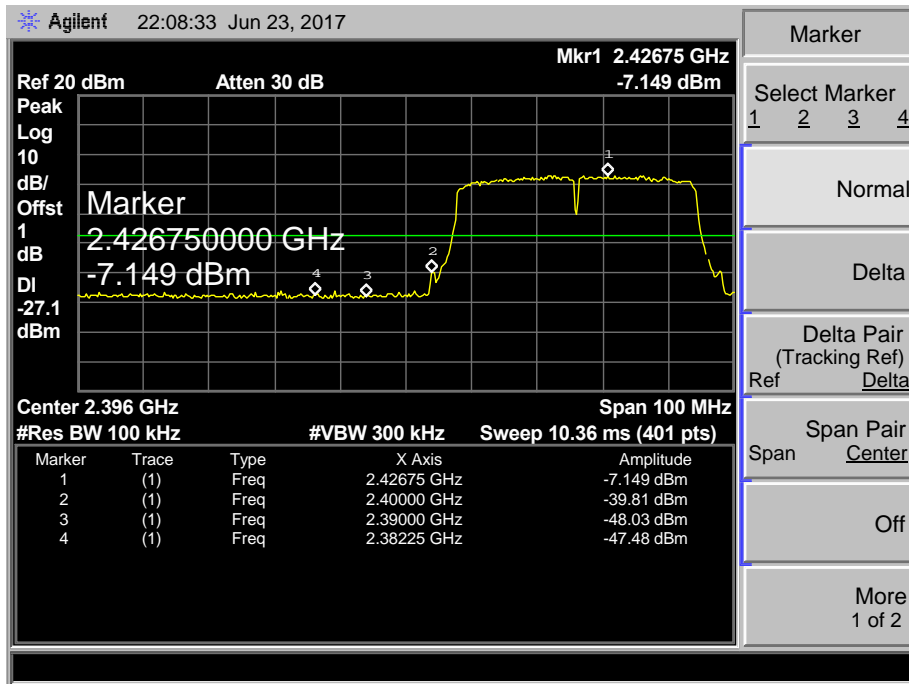 Agilent 22:08:33 Jun 23, 2017
Mkr1 2.42675 GHz
Ref 20 dBm Atten 30 dB -7.149 dBm
Peak
Log
10
dB/
Offst
1
dB
DI
-27.1
dBm
Marker
2.426750000 GHz
-7.149 dBm
1
2
3
4
Center 2.396 GHz Span 100 MHz
#Res BW 100 kHz #VBW 300 kHz Sweep 10.36 ms (401 pts)
Marker Trace Type X Axis Amplitude
1 (1) Freq 2.42675 GHz -7.149 dBm
2 (1) Freq 2.40000 GHz -39.81 dBm
3 (1) Freq 2.39000 GHz -48.03 dBm
4 (1) Freq 2.38225 GHz -47.48 dBm
Marker
Select Marker
1 2 3 4
Normal
Delta
Delta Pair
(Tracking Ref)
Ref Delta
Span Pair
Span Center
Off
More
1 of 2